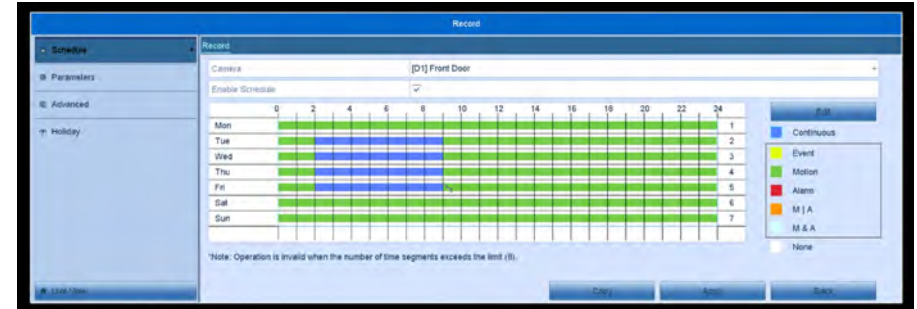 Record
Schedule
Record
Parameters
Advanced
Holiday
Camera
[D1] Front Door
Enable Schedule
0 2 4 6 8 10 12 14 16 18 20 22 24
Mon 1
Tue 2
Wed 3
Thu 4
Fri 5
Sat 6
Sun 7
Edit
Continuous
Event
Motion
Alarm
M | A
M & A
None
*Note: Operation is invalid when the number of time segments exceeds the limit (8).
Live View
Copy
Apply
Back